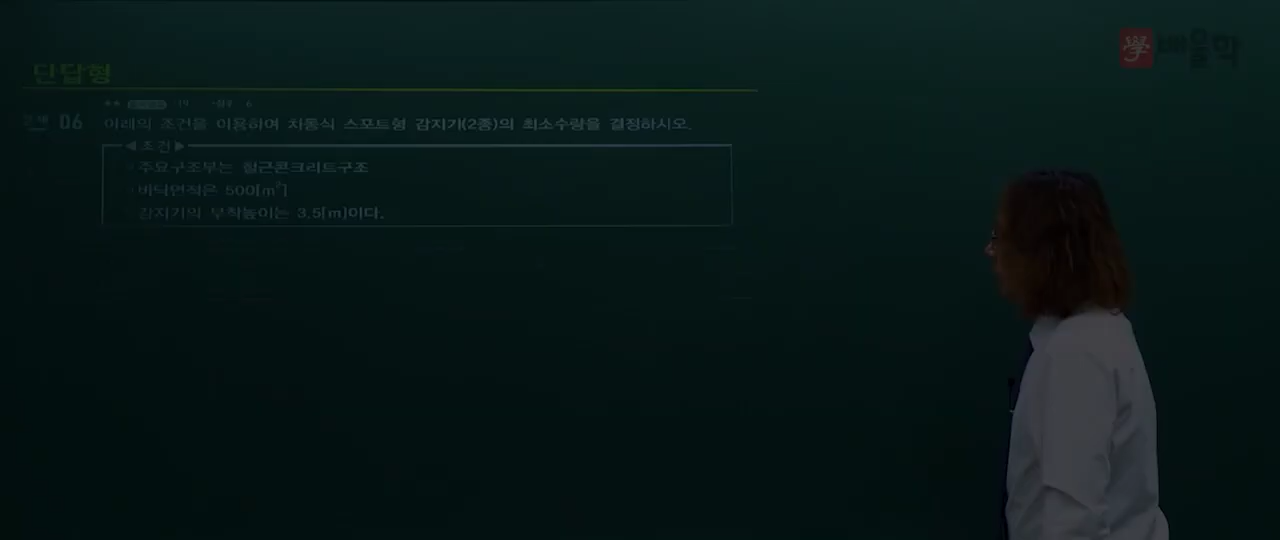 단답형
學 배울학
문제 06 아래의 조건을 이용하여 차동식 스포트형 감지기(2종)의 최소수량을 결정하시오.
◀조건▶
· 주요구조부는 철근콘크리트구조
· 바닥면적은 500[m²]
· 감지기의 부착높이는 3.5[m]이다.